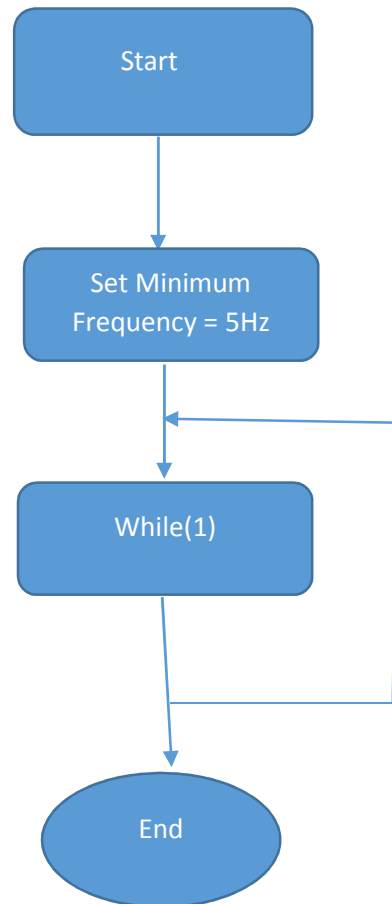 Start
Set Minimum
Frequency = 5Hz
While(1)
End